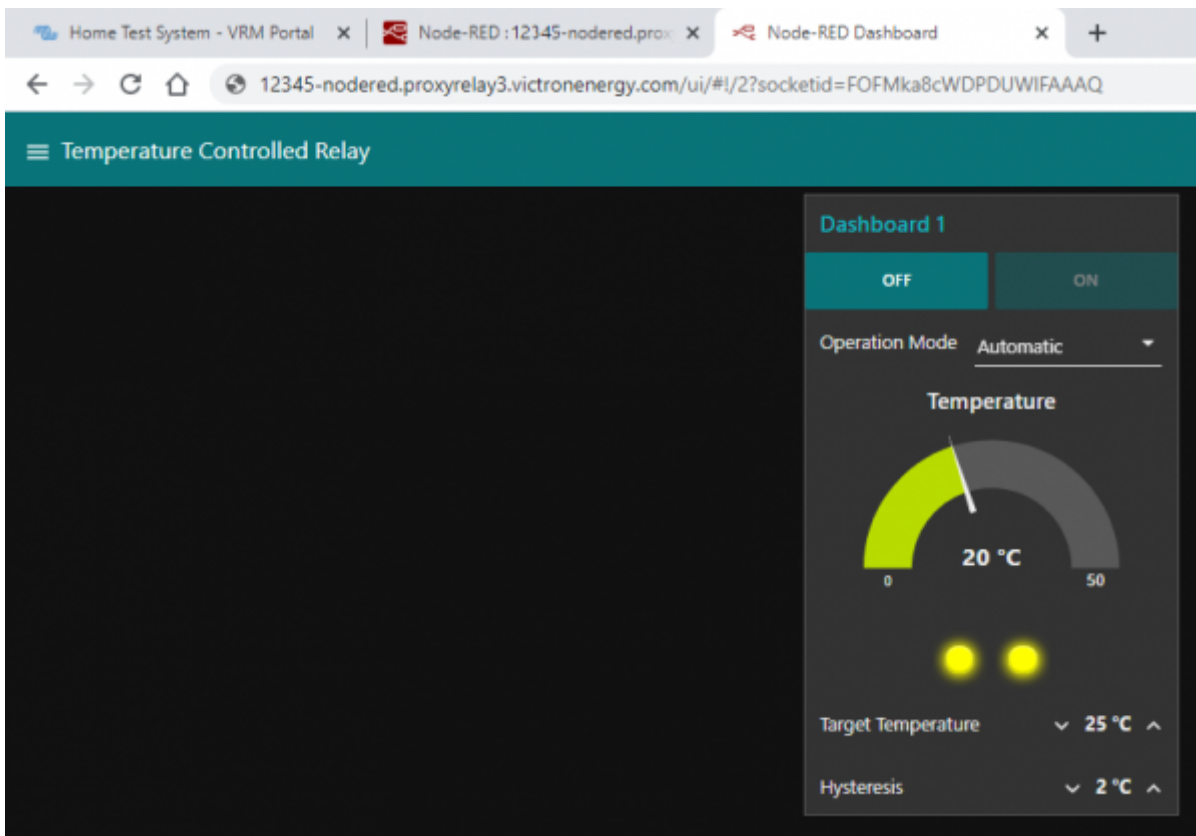 Home Test System - VRM Portal
Node-RED : 12345-nodered.prox
Node-RED Dashboard
12345-nodered.proxyrelay3.victronenergy.com/ui/#!/2?socketid=FOFMka8cWDPDUWIFAAAQ
Temperature Controlled Relay
Dashboard 1
OFF ON
Operation Mode Automatic
Temperature
20 °C
0 50
Target Temperature 25 °C
Hysteresis 2 °C